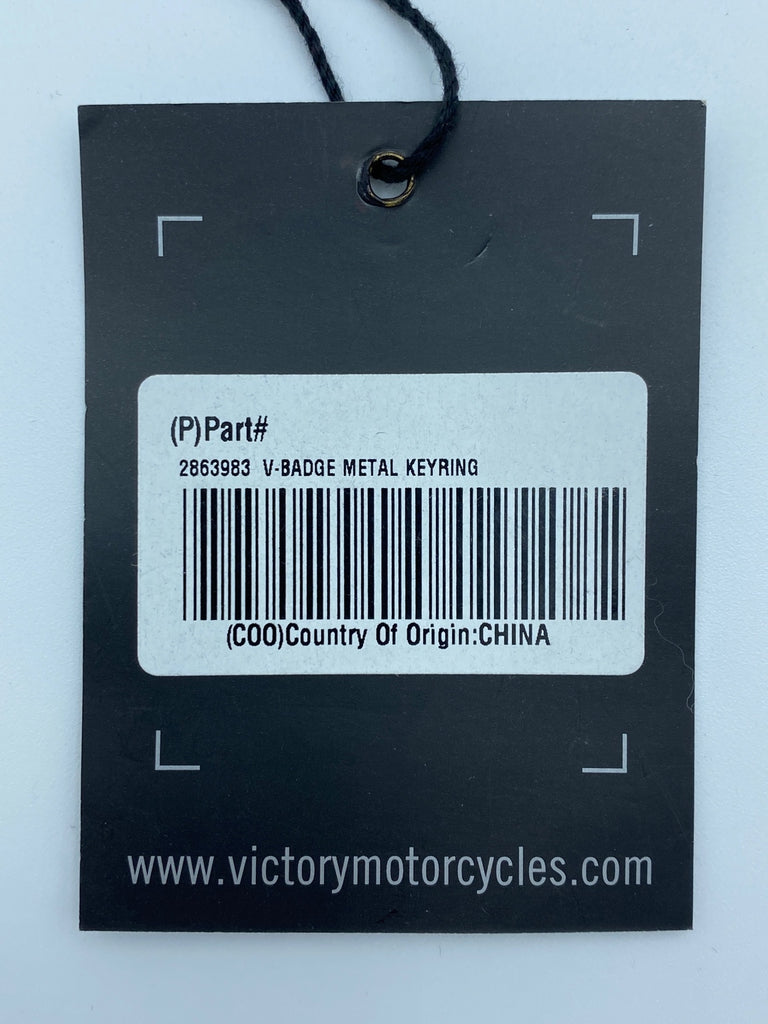 (P)Part#
2863983 V-BADGE METAL KEYRING
(COO)Country Of Origin:CHINA
www.victorymotorcycles.com